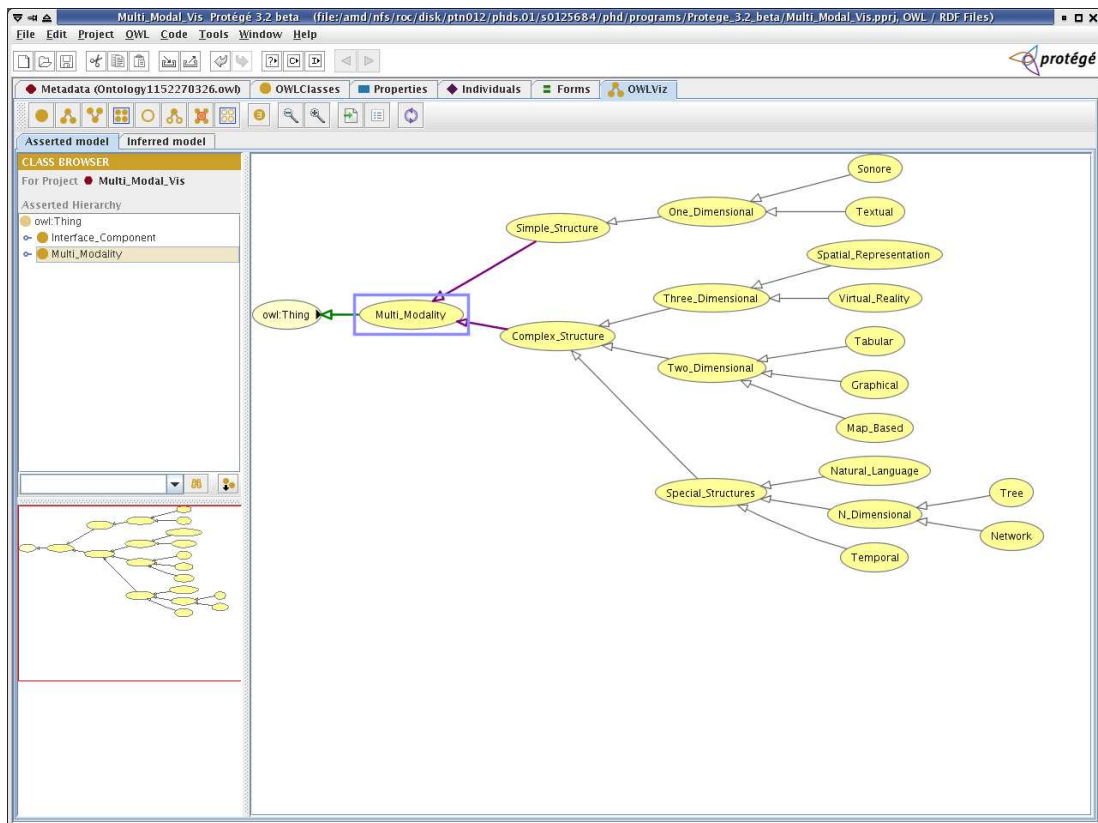 Multi_Modal_Vis Protégé 3.2 beta (file:/amd/nfs/roc/disk/ptn012/phds.01/s0125684/phd/programs/Protege_3.2_beta/Multi_Modal_Vis.pprj, OWL / RDF Files)
File Edit Project OWL Code Tools Window Help
protégé
Metadata (Ontology1152270326.owl) OWLClasses Properties Individuals Forms OWLViz
Asserted model Inferred model
CLASS BROWSER
For Project Multi_Modal_Vis
Asserted Hierarchy
owl:Thing
Interface_Component
Multi_Modality
Sonore
One_Dimensional Textual
Simple_Structure
Spatial_Representation
Three_Dimensional Virtual_Reality
owl:Thing Multi_Modality
Complex_Structure Tabular
Two_Dimensional
Graphical
Map_Based
Natural_Language
Special_Structures Tree
N_Dimensional
Network
Temporal